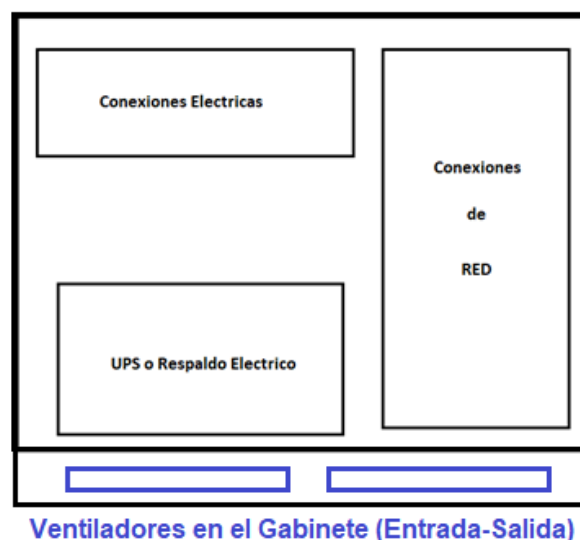 Conexiones Electricas
Conexiones
de
RED
UPS o Respaldo Electrico
Ventiladores en el Gabinete (Entrada-Salida)